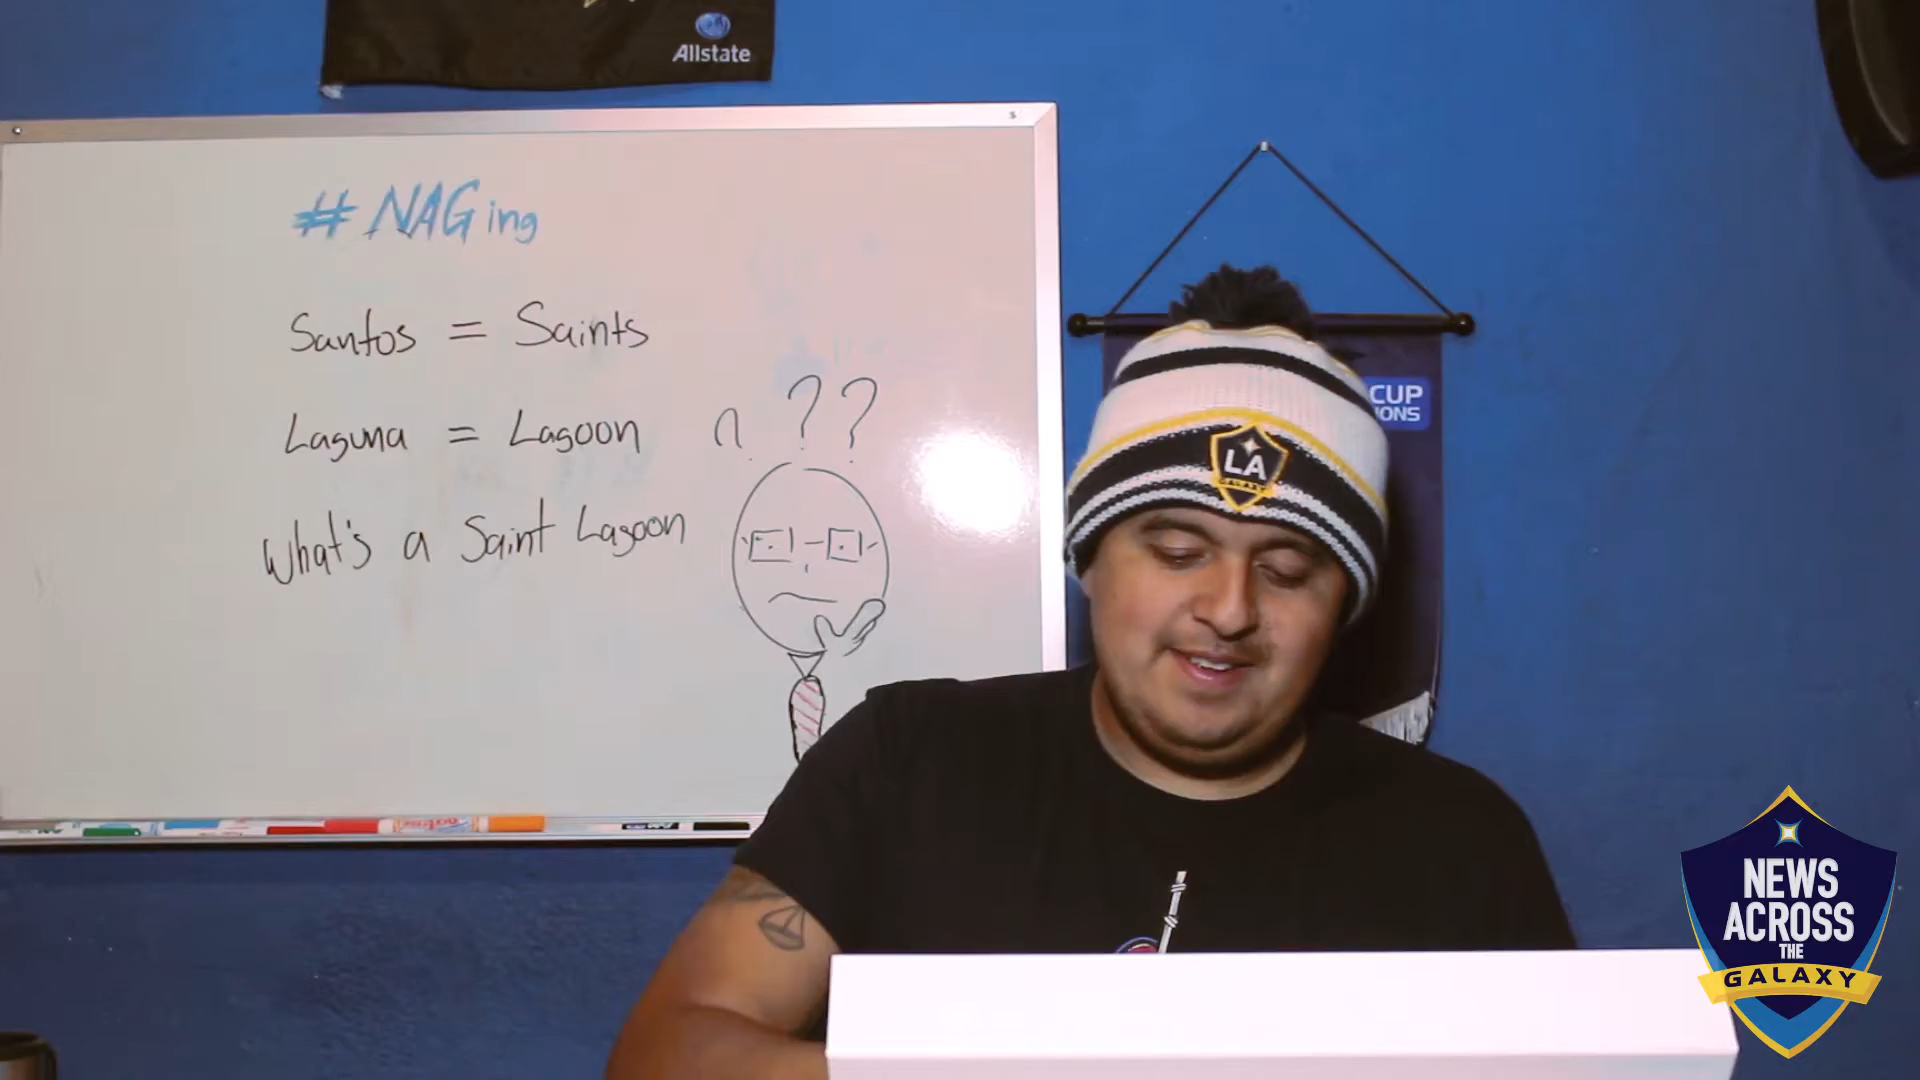 Allstate
#NAGing
Santos = Saints
Laguna = Lagoon
???
What's a Saint Lagoon
CUP
IONS
LA
GALAXY
NEWS
ACROSS
THE
GALAXY